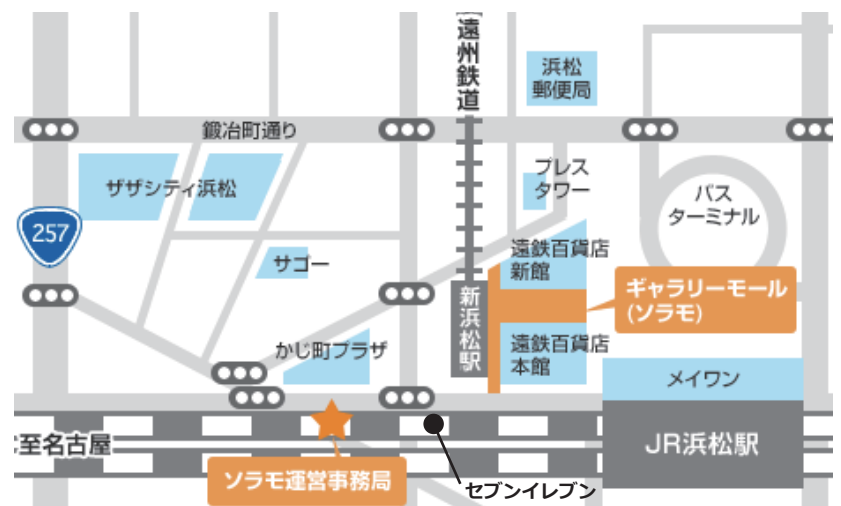 遠州鉄道
浜松
郵便局
鍛冶町通り
プレス
タワー
ザザシティ浜松
バス
ターミナル
257
遠鉄百貨店
新館
サゴー
ギャラリーモール
(ソラモ)
新浜松駅
かじ町プラザ
遠鉄百貨店
本館
メイワン
至名古屋
JR浜松駅
ソラモ運営事務局
セブンイレブン